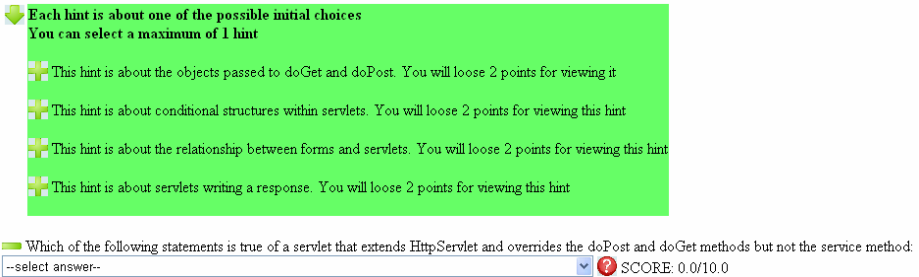 Each hint is about one of the possible initial choices
You can select a maximum of 1 hint
This hint is about the objects passed to doGet and doPost. You will loose 2 points for viewing it
This hint is about conditional structures within servlets. You will loose 2 points for viewing this hint
This hint is about the relationship between forms and servlets. You will loose 2 points for viewing this hint
This hint is about servlets writing a response. You will loose 2 points for viewing this hint
Which of the following statements is true of a servlet that extends HttpServlet and overrides the doPost and doGet methods but not the service method:
--select answer-- ? SCORE: 0.0/10.0